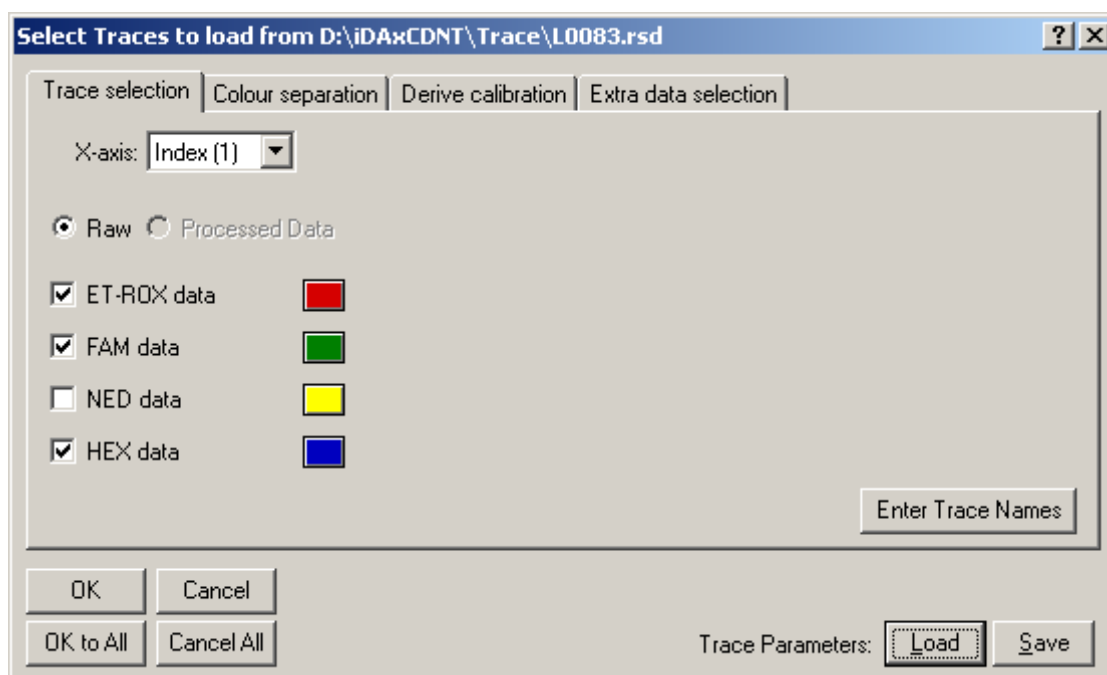 Select Traces to load from D:\iDAxCDNT\Trace\L0083.rsd
Trace selection Colour separation Derive calibration Extra data selection
X-axis: Index (1)
Raw Processed Data
ET-ROX data
FAM data
NED data
HEX data
Enter Trace Names
OK Cancel
OK to All Cancel All Trace Parameters: Load Save